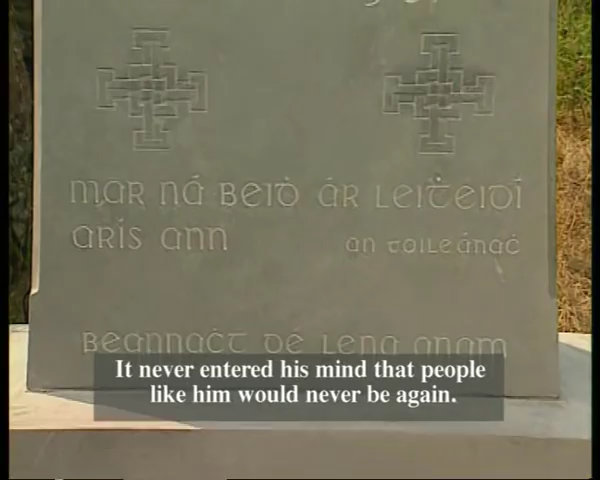 mar ná beiḋ ár leiṫeidí
arís ann an toileánaċ
beannaċt dé lena anam
It never entered his mind that people
like him would never be again.